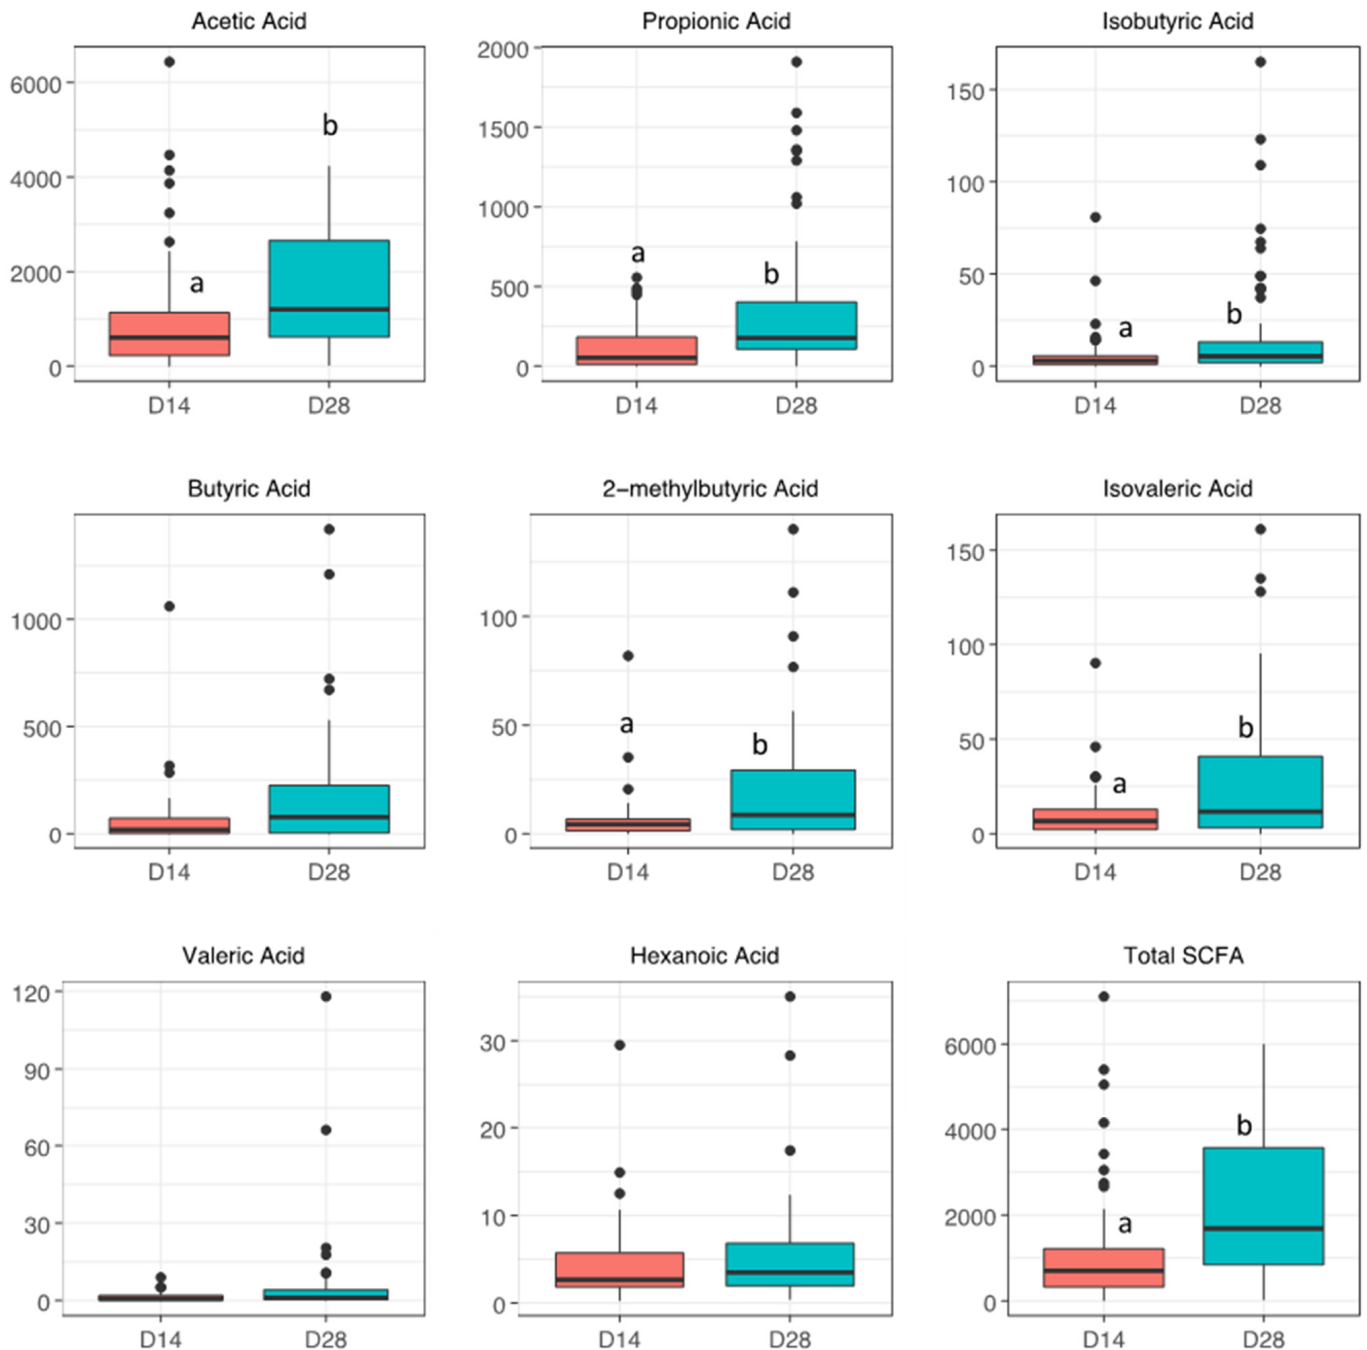 Acetic Acid
6000
4000
2000
0
a
b
D14
D28
Propionic Acid
2000
1500
1000
500
0
a
b
D14
D28
Isobutyric Acid
150
100
50
0
a
b
D14
D28
Butyric Acid
1000
500
0
D14
D28
2−methylbutyric Acid
100
50
0
a
b
D14
D28
Isovaleric Acid
150
100
50
0
a
b
D14
D28
Valeric Acid
120
90
60
30
0
D14
D28
Hexanoic Acid
30
20
10
0
D14
D28
Total SCFA
6000
4000
2000
0
a
b
D14
D28